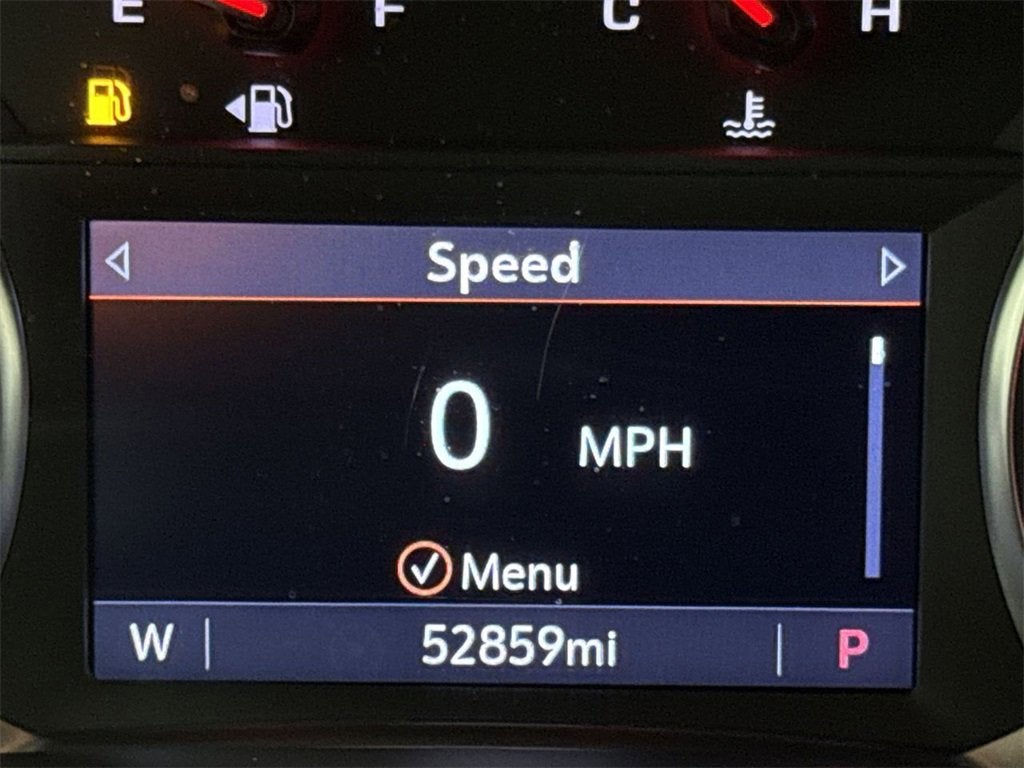 E F C H
Speed
0 MPH
Menu
W 52859mi P